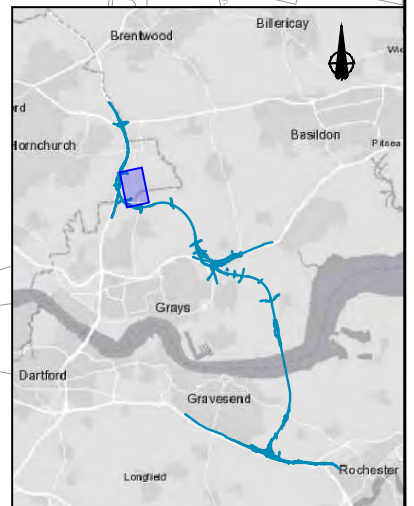 Billericay
Brentwood
Basildon
Pitsea
Hornchurch
Grays
Dartford
Gravesend
Rochester
Longfield